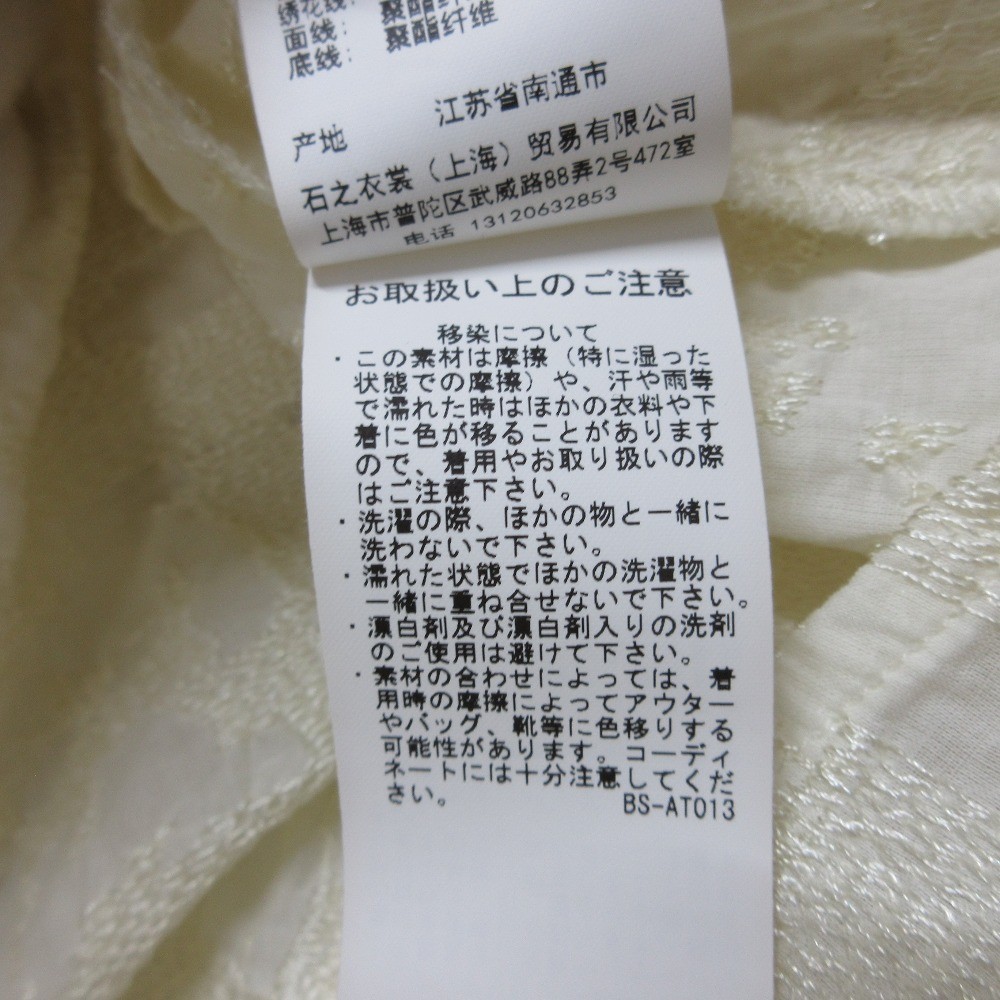 绣花线: 聚酯纤维
面线: 聚酯纤维
底线:
江苏省南通市
产地
石之衣裳（上海）贸易有限公司
上海市普陀区武威路88弄2号472室
电话 13120632853
お取扱い上のご注意
移染について
・この素材は摩擦（特に湿った
状態での摩擦）や、汗や雨等
で濡れた時はほかの衣料や下
着に色が移ることがあります
ので、着用やお取り扱いの際
はご注意下さい。
・洗濯の際、ほかの物と一緒に
洗わないで下さい。
・濡れた状態でほかの洗濯物と
一緒に重ね合せないで下さい。
・漂白剤及び漂白剤入りの洗剤
のご使用は避けて下さい。
・素材の合わせによっては、着
用時の摩擦によってアウター
やバッグ、靴等に色移りする
可能性があります。コーディ
ネートには十分注意してくだ
さい。
BS-AT013